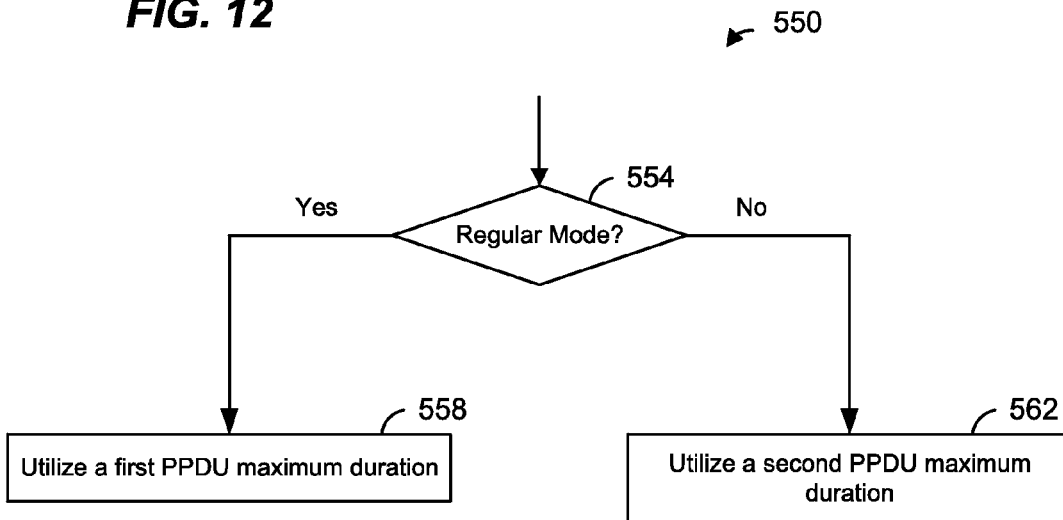 FIG. 12
550
554
Yes
No
Regular Mode?
558
562
Utilize a first PPDU maximum duration
Utilize a second PPDU maximum
duration